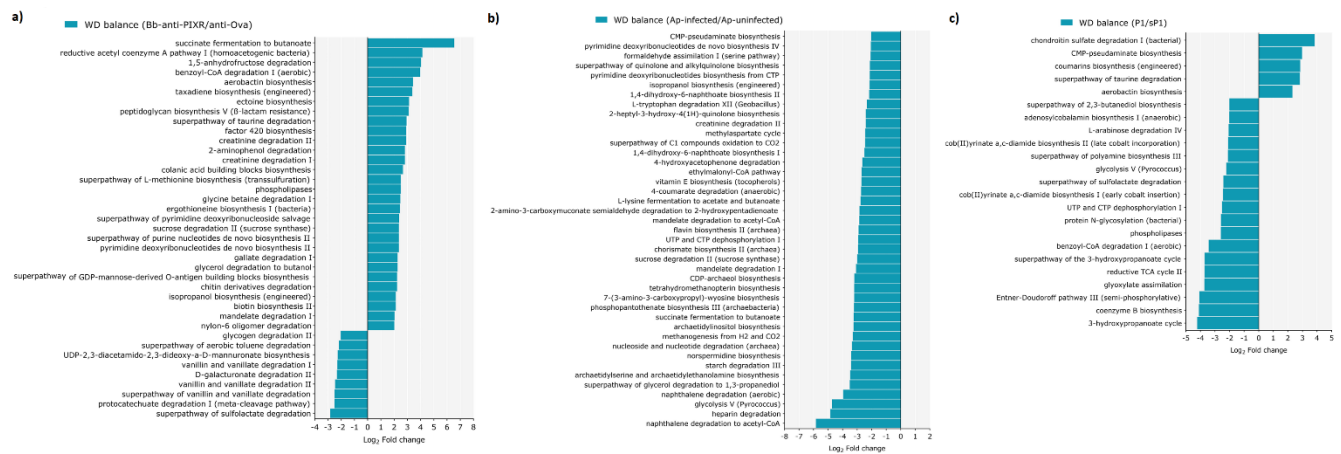 a)
WD balance (Bb-anti-PIXR/anti-Ova)
succinate fermentation to butanoate
reductive acetyl coenzyme A pathway I (homoacetogenic bacteria)
1,5-anhydrofructose degradation
benzoyl-CoA degradation I (aerobic)
aerobactin biosynthesis
taxadiene biosynthesis (engineered)
ectoine biosynthesis
peptidoglycan biosynthesis V (ß-lactam resistance)
superpathway of taurine degradation
factor 420 biosynthesis
creatinine degradation II
2-aminophenol degradation
creatinine degradation I
colanic acid building blocks biosynthesis
superpathway of L-methionine biosynthesis (transsulfuration)
phospholipases
glycine betaine degradation I
ergothioneine biosynthesis I (bacteria)
superpathway of pyrimidine deoxyribonucleoside salvage
sucrose degradation II (sucrose synthase)
superpathway of purine nucleotides de novo biosynthesis II
pyrimidine deoxyribonucleotides de novo biosynthesis II
gallate degradation I
glycerol degradation to butanol
superpathway of GDP-mannose-derived O-antigen building blocks biosynthesis
chitin derivatives degradation
isopropanol biosynthesis (engineered)
biotin biosynthesis II
mandelate degradation I
nylon-6 oligomer degradation
glycogen degradation II
superpathway of aerobic toluene degradation
UDP-2,3-diacetamido-2,3-dideoxy-a-D-mannuronate biosynthesis
vanillin and vanillate degradation I
D-galacturonate degradation II
vanillin and vanillate degradation II
superpathway of vanillin and vanillate degradation
protocatechuate degradation I (meta-cleavage pathway)
superpathway of sulfolactate degradation
-4 -3 -2 -1 0 1 2 3 4 5 6 7 8
Log2 Fold change
b)
WD balance (Ap-infected/Ap-uninfected)
CMP-pseudaminate biosynthesis
pyrimidine deoxyribonucleotides de novo biosynthesis IV
formaldehyde assimilation I (serine pathway)
superpathway of quinolone and alkylquinolone biosynthesis
pyrimidine deoxyribonucleotides biosynthesis from CTP
isopropanol biosynthesis (engineered)
1,4-dihydroxy-6-naphthoate biosynthesis II
L-tryptophan degradation XII (Geobacillus)
2-heptyl-3-hydroxy-4(1H)-quinolone biosynthesis
creatinine degradation II
methylaspartate cycle
superpathway of C1 compounds oxidation to CO2
1,4-dihydroxy-6-naphthoate biosynthesis I
4-hydroxyacetophenone degradation
ethylmalonyl-CoA pathway
vitamin E biosynthesis (tocopherols)
4-coumarate degradation (anaerobic)
L-lysine fermentation to acetate and butanoate
2-amino-3-carboxymuconate semialdehyde degradation to 2-hydroxypentadienoate
mandelate degradation to acetyl-CoA
flavin biosynthesis II (archaea)
UTP and CTP dephosphorylation I
chorismate biosynthesis II (archaea)
sucrose degradation II (sucrose synthase)
mandelate degradation I
CDP-archaeol biosynthesis
tetrahydromethanopterin biosynthesis
7-(3-amino-3-carboxypropyl)-wyosine biosynthesis
phosphopantothenate biosynthesis III (archaebacteria)
succinate fermentation to butanoate
archaetidylinositol biosynthesis
methanogenesis from H2 and CO2
nucleoside and nucleotide degradation (archaea)
norspermidine biosynthesis
starch degradation III
archaetidylserine and archaetidylethanolamine biosynthesis
superpathway of glycerol degradation to 1,3-propanediol
naphthalene degradation (aerobic)
glycolysis V (Pyrococcus)
heparin degradation
naphthalene degradation to acetyl-CoA
-8 -7 -6 -5 -4 -3 -2 -1 0 1 2
Log2 Fold change
c)
WD balance (P1/sP1)
chondroitin sulfate degradation I (bacterial)
CMP-pseudaminate biosynthesis
coumarins biosynthesis (engineered)
superpathway of taurine degradation
aerobactin biosynthesis
superpathway of 2,3-butanediol biosynthesis
adenosylcobalamin biosynthesis I (anaerobic)
L-arabinose degradation IV
cob(II)yrinate a,c-diamide biosynthesis II (late cobalt incorporation)
superpathway of polyamine biosynthesis III
glycolysis V (Pyrococcus)
superpathway of sulfolactate degradation
cob(II)yrinate a,c-diamide biosynthesis I (early cobalt insertion)
UTP and CTP dephosphorylation I
protein N-glycosylation (bacterial)
phospholipases
benzoyl-CoA degradation I (aerobic)
superpathway of the 3-hydroxypropanoate cycle
reductive TCA cycle II
glyoxylate assimilation
Entner-Doudoroff pathway III (semi-phosphorylative)
coenzyme B biosynthesis
3-hydroxypropanoate cycle
-5 -4 -3 -2 -1 0 1 2 3 4 5
Log2 Fold change